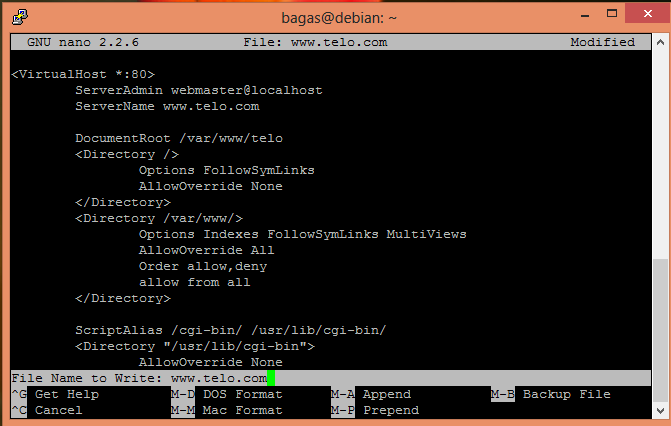 bagas@debian: ~
GNU nano 2.2.6 File: www.telo.com Modified
<VirtualHost *:80>
ServerAdmin webmaster@localhost
ServerName www.telo.com
DocumentRoot /var/www/telo
<Directory />
Options FollowSymLinks
AllowOverride None
</Directory>
<Directory /var/www/>
Options Indexes FollowSymLinks MultiViews
AllowOverride All
Order allow,deny
allow from all
</Directory>
ScriptAlias /cgi-bin/ /usr/lib/cgi-bin/
<Directory "/usr/lib/cgi-bin">
AllowOverride None
File Name to Write: www.telo.com
^G Get Help M-D DOS Format M-A Append M-B Backup File
^C Cancel M-M Mac Format M-P Prepend